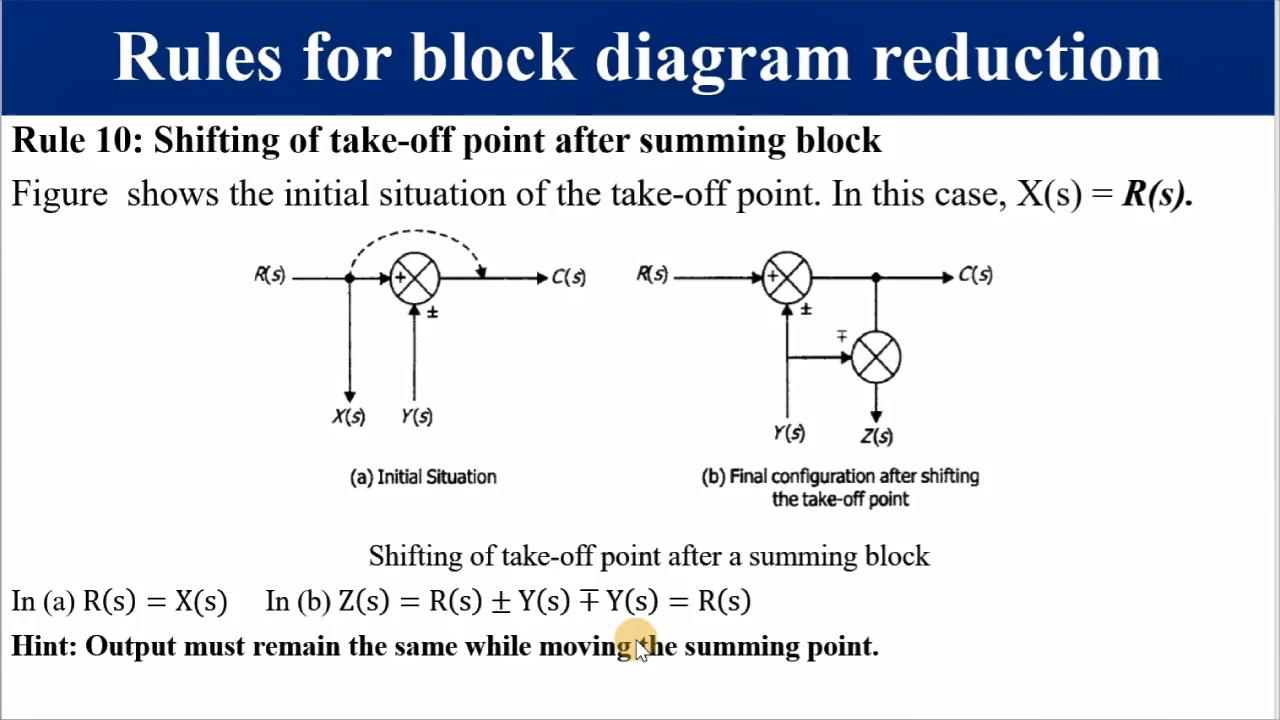 Rules for block diagram reduction
Rule 10: Shifting of take-off point after summing block
Figure shows the initial situation of the take-off point. In this case, X(s) = R(s).
R(s) + ± C(s)
X(s) Y(s)
(a) Initial Situation
R(s) + ± C(s)
∓
Y(s) Z(s)
(b) Final configuration after shifting
the take-off point
Shifting of take-off point after a summing block
In (a) R(s) = X(s) In (b) Z(s) = R(s) ± Y(s) ∓ Y(s) = R(s)
Hint: Output must remain the same while moving the summing point.